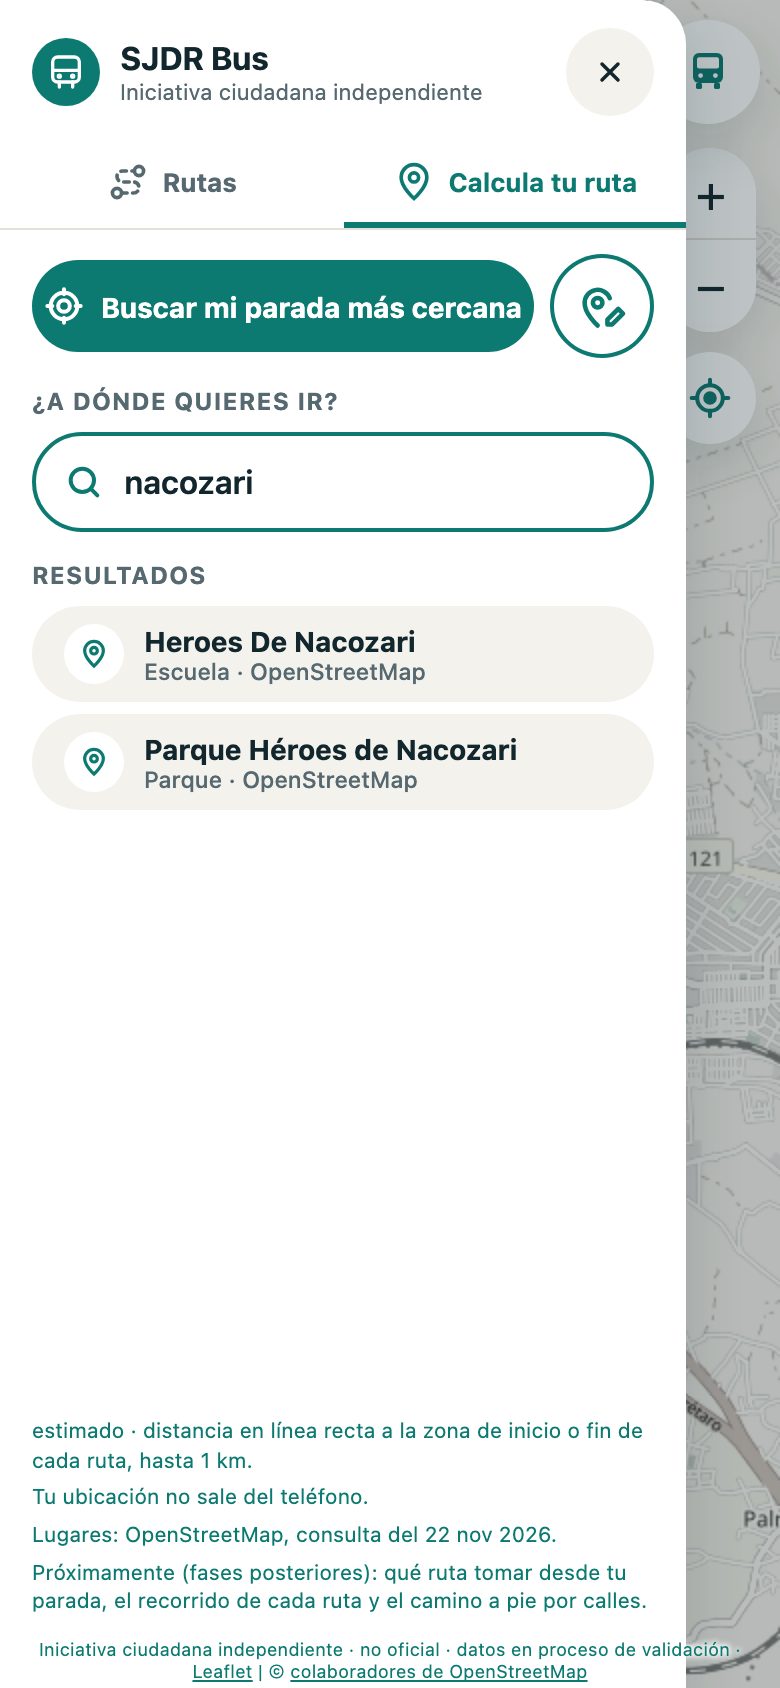 SJDR Bus
Iniciativa ciudadana independiente
Rutas
Calcula tu ruta
Buscar mi parada más cercana
¿A DÓNDE QUIERES IR?
nacozari
RESULTADOS
Heroes De Nacozari
Escuela · OpenStreetMap
Parque Héroes de Nacozari
Parque · OpenStreetMap
121
estimado · distancia en línea recta a la zona de inicio o fin de
cada ruta, hasta 1 km.
Tu ubicación no sale del teléfono.
Lugares: OpenStreetMap, consulta del 22 nov 2026.
Próximamente (fases posteriores): qué ruta tomar desde tu
parada, el recorrido de cada ruta y el camino a pie por calles.
Iniciativa ciudadana independiente · no oficial · datos en proceso de validación ·
Leaflet | © colaboradores de OpenStreetMap